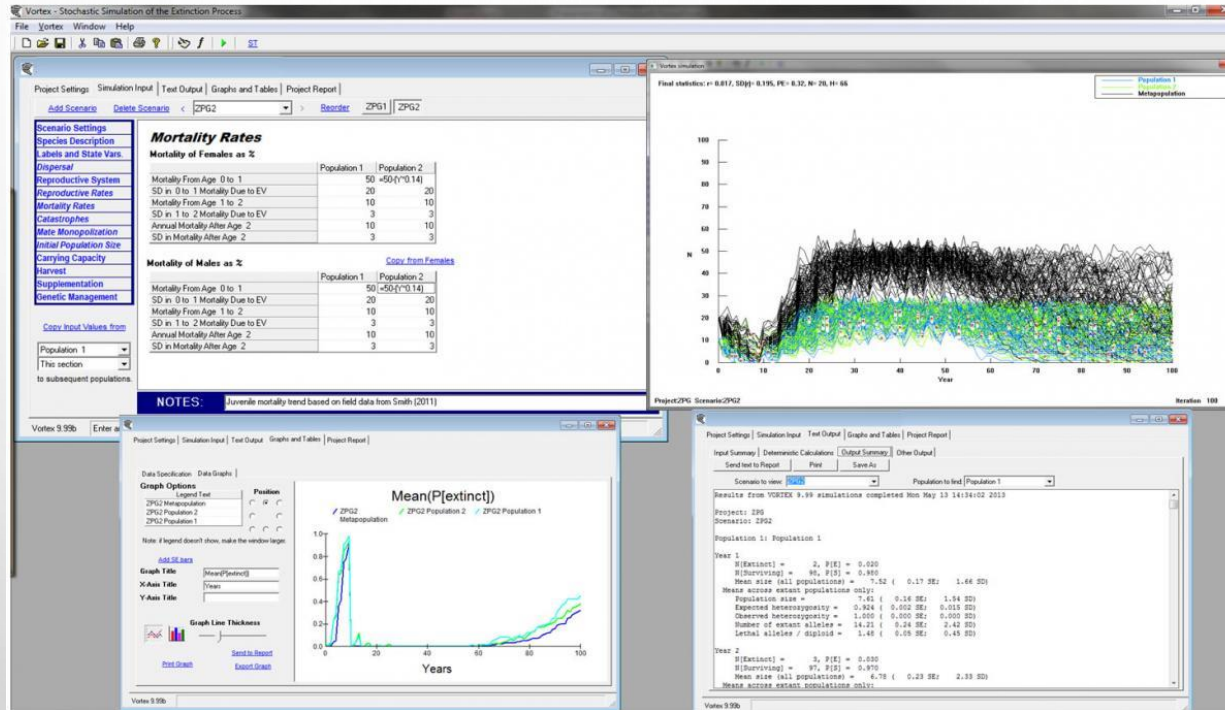 Vortex - Stochastic Simulation of the Extinction Process
File Vortex Window Help
ST
Project Settings Simulation Input Text Output Graphs and Tables Project Report
Add Scenario Delete Scenario < ZPG2 > Reorder ZPG1 ZPG2
Scenario Settings
Species Description
Labels and State Vars.
Dispersal
Reproductive System
Reproductive Rates
Mortality Rates
Catastrophes
Mate Monopolization
Initial Population Size
Carrying Capacity
Harvest
Supplementation
Genetic Management
Copy Input Values from
Population 1
This section
to subsequent populations.
Mortality Rates
Mortality of Females as %
Population 1 Population 2
Mortality From Age 0 to 1 50 =50-(Y*0.14)
SD in 0 to 1 Mortality Due to EV 20 20
Mortality From Age 1 to 2 10 10
SD in 1 to 2 Mortality Due to EV 3 3
Annual Mortality After Age 2 10 10
SD in Mortality After Age 2 3 3
Mortality of Males as % Copy from Females
Population 1 Population 2
Mortality From Age 0 to 1 50 =50-(Y*0.14)
SD in 0 to 1 Mortality Due to EV 20 20
Mortality From Age 1 to 2 10 10
SD in 1 to 2 Mortality Due to EV 3 3
Annual Mortality After Age 2 10 10
SD in Mortality After Age 2 3 3
NOTES: Juvenile mortality trend based on field data from Smith (2011)
Vortex 9.99b Enter a
Vortex simulation
Final statistics: r= 0.017, SD(r)= 0.195, PE= 0.32, N= 20, H= 66
Population 1
Population 2
Metapopulation
100
90
80
70
60
50
N
40
30
20
10
0
0 10 20 30 40 50 60 70 80 90 100
Year
Project:ZPG Scenario:ZPG2 Iteration 100
Project Settings Simulation Input Text Output Graphs and Tables Project Report
Data Specification Data Graphs
Graph Options
Legend Text Position
ZPG2 Metapopulation
ZPG2 Population 2
ZPG2 Population 1
Note: if legend doesn't show, make the window larger.
Add SE bars
Graph Title Mean(P[extinct])
X-Axis Title Years
Y-Axis Title
Graph Line Thickness
Send to Report
Print Graph Export Graph
Mean(P[extinct])
ZPG2 Metapopulation ZPG2 Population 2 ZPG2 Population 1
1.0
0.8
0.6
0.4
0.2
0.0
0 20 40 60 80 100
Years
Vortex 9.99b
Project Settings Simulation Input Text Output Graphs and Tables Project Report
Input Summary Deterministic Calculations Output Summary Other Output
Send text to Report Print Save As
Scenario to view: ZPG2 Population to find: Population 1
Results from VORTEX 9.99 simulations completed Mon May 13 14:34:02 2013
Project: ZPG
Scenario: ZPG2
Population 1: Population 1
Year 1
N[Extinct] = 2, P[E] = 0.020
N[Surviving] = 98, P[S] = 0.980
Mean size (all populations) = 7.52 ( 0.17 SE; 1.66 SD)
Means across extant populations only:
Population size = 7.61 ( 0.16 SE; 1.54 SD)
Expected heterozygosity = 0.924 ( 0.002 SE; 0.015 SD)
Observed heterozygosity = 1.000 ( 0.000 SE; 0.000 SD)
Number of extant alleles = 14.21 ( 0.24 SE; 2.42 SD)
Lethal alleles / diploid = 1.48 ( 0.05 SE; 0.45 SD)
Year 2
N[Extinct] = 3, P[E] = 0.030
N[Surviving] = 97, P[S] = 0.970
Mean size (all populations) = 6.78 ( 0.23 SE; 2.33 SD)
Means across extant populations only:
Vortex 9.99b